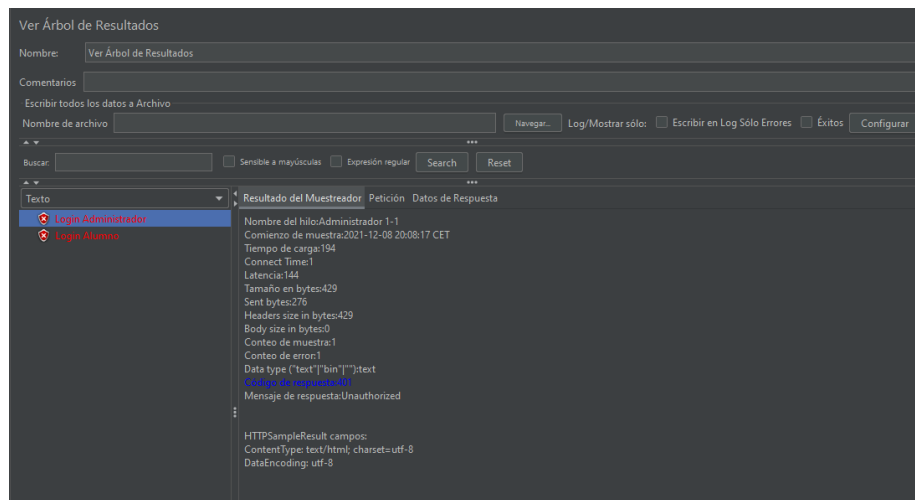 Ver Árbol de Resultados
Nombre: Ver Árbol de Resultados
Comentarios
Escribir todos los datos a Archivo
Nombre de archivo Navegar... Log/Mostrar sólo: Escribir en Log Sólo Errores Éxitos Configurar
Buscar: Sensible a mayúsculas Expresión regular Search Reset
Texto
Login Administrador
Login Alumno
Resultado del Muestreador Petición Datos de Respuesta
Nombre del hilo:Administrador 1-1
Comienzo de muestra:2021-12-08 20:08:17 CET
Tiempo de carga:194
Connect Time:1
Latencia:144
Tamaño en bytes:429
Sent bytes:276
Headers size in bytes:429
Body size in bytes:0
Conteo de muestra:1
Conteo de error:1
Data type ("text"|"bin"|""):text
Código de respuesta:401
Mensaje de respuesta:Unauthorized
HTTPSampleResult campos:
ContentType: text/html; charset=utf-8
DataEncoding: utf-8